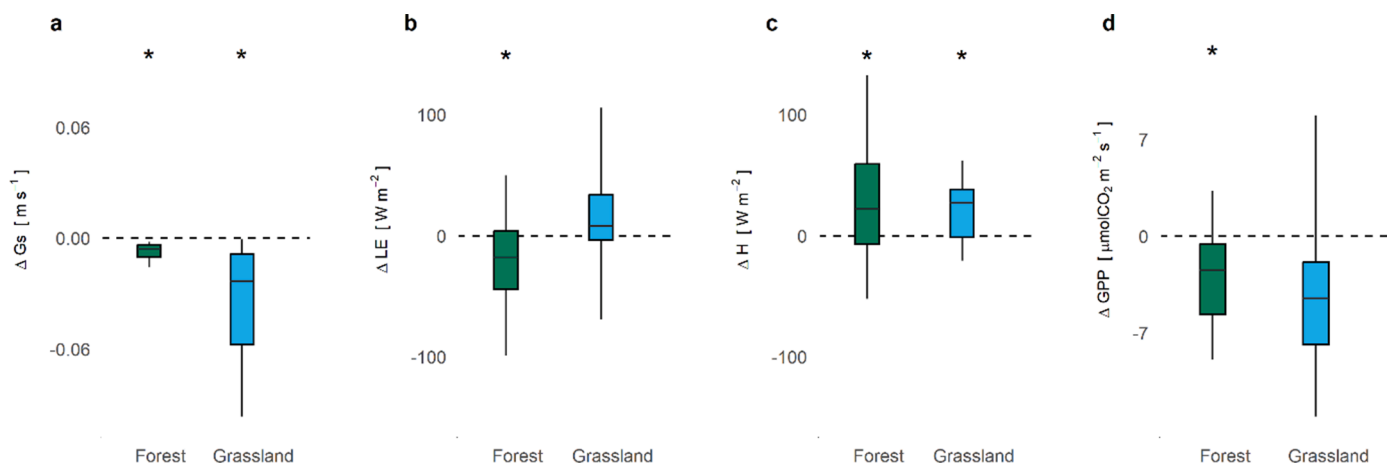 a
* *
Δ Gs [ m s⁻¹ ]
0.06
0.00
-0.06
Forest Grassland
b
*
Δ LE [ W m⁻² ]
100
0
-100
Forest Grassland
c
* *
Δ H [ W m⁻² ]
100
0
-100
Forest Grassland
d
*
Δ GPP [ μmolCO₂ m⁻² s⁻¹ ]
7
0
-7
Forest Grassland